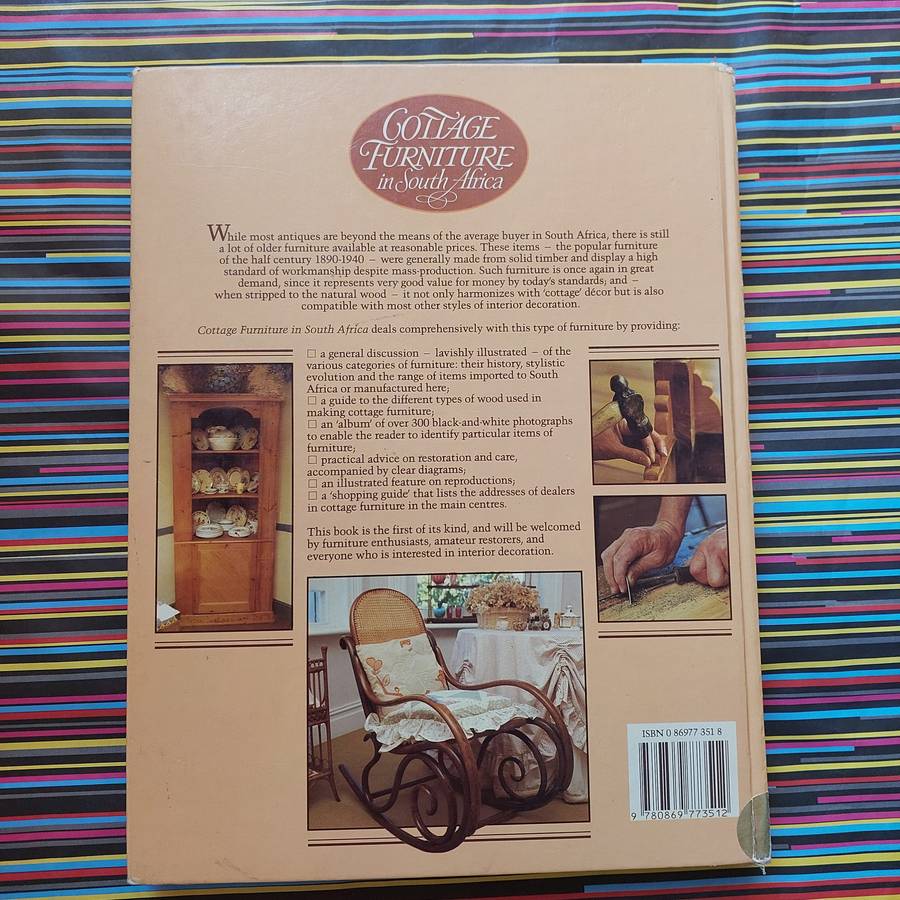 COTTAGE
FURNITURE
in South Africa
While most antiques are beyond the means of the average buyer in South Africa, there is still
a lot of older furniture available at reasonable prices. These items – the popular furniture
of the half century 1890-1940 – were generally made from solid timber and display a high
standard of workmanship despite mass-production. Such furniture is once again in great
demand, since it represents very good value for money by today's standards; and –
when stripped to the natural wood – it not only harmonizes with 'cottage' décor but is also
compatible with most other styles of interior decoration.
Cottage Furniture in South Africa deals comprehensively with this type of furniture by providing:
□ a general discussion – lavishly illustrated – of the
various categories of furniture: their history, stylistic
evolution and the range of items imported to South
Africa or manufactured here;
□ a guide to the different types of wood used in
making cottage furniture;
□ an 'album' of over 300 black-and-white photographs
to enable the reader to identify particular items of
furniture;
□ practical advice on restoration and care,
accompanied by clear diagrams;
□ an illustrated feature on reproductions;
□ a 'shopping guide' that lists the addresses of dealers
in cottage furniture in the main centres.
This book is the first of its kind, and will be welcomed
by furniture enthusiasts, amateur restorers, and
everyone who is interested in interior decoration.
ISBN 0 86977 351 8
9 780869 773512